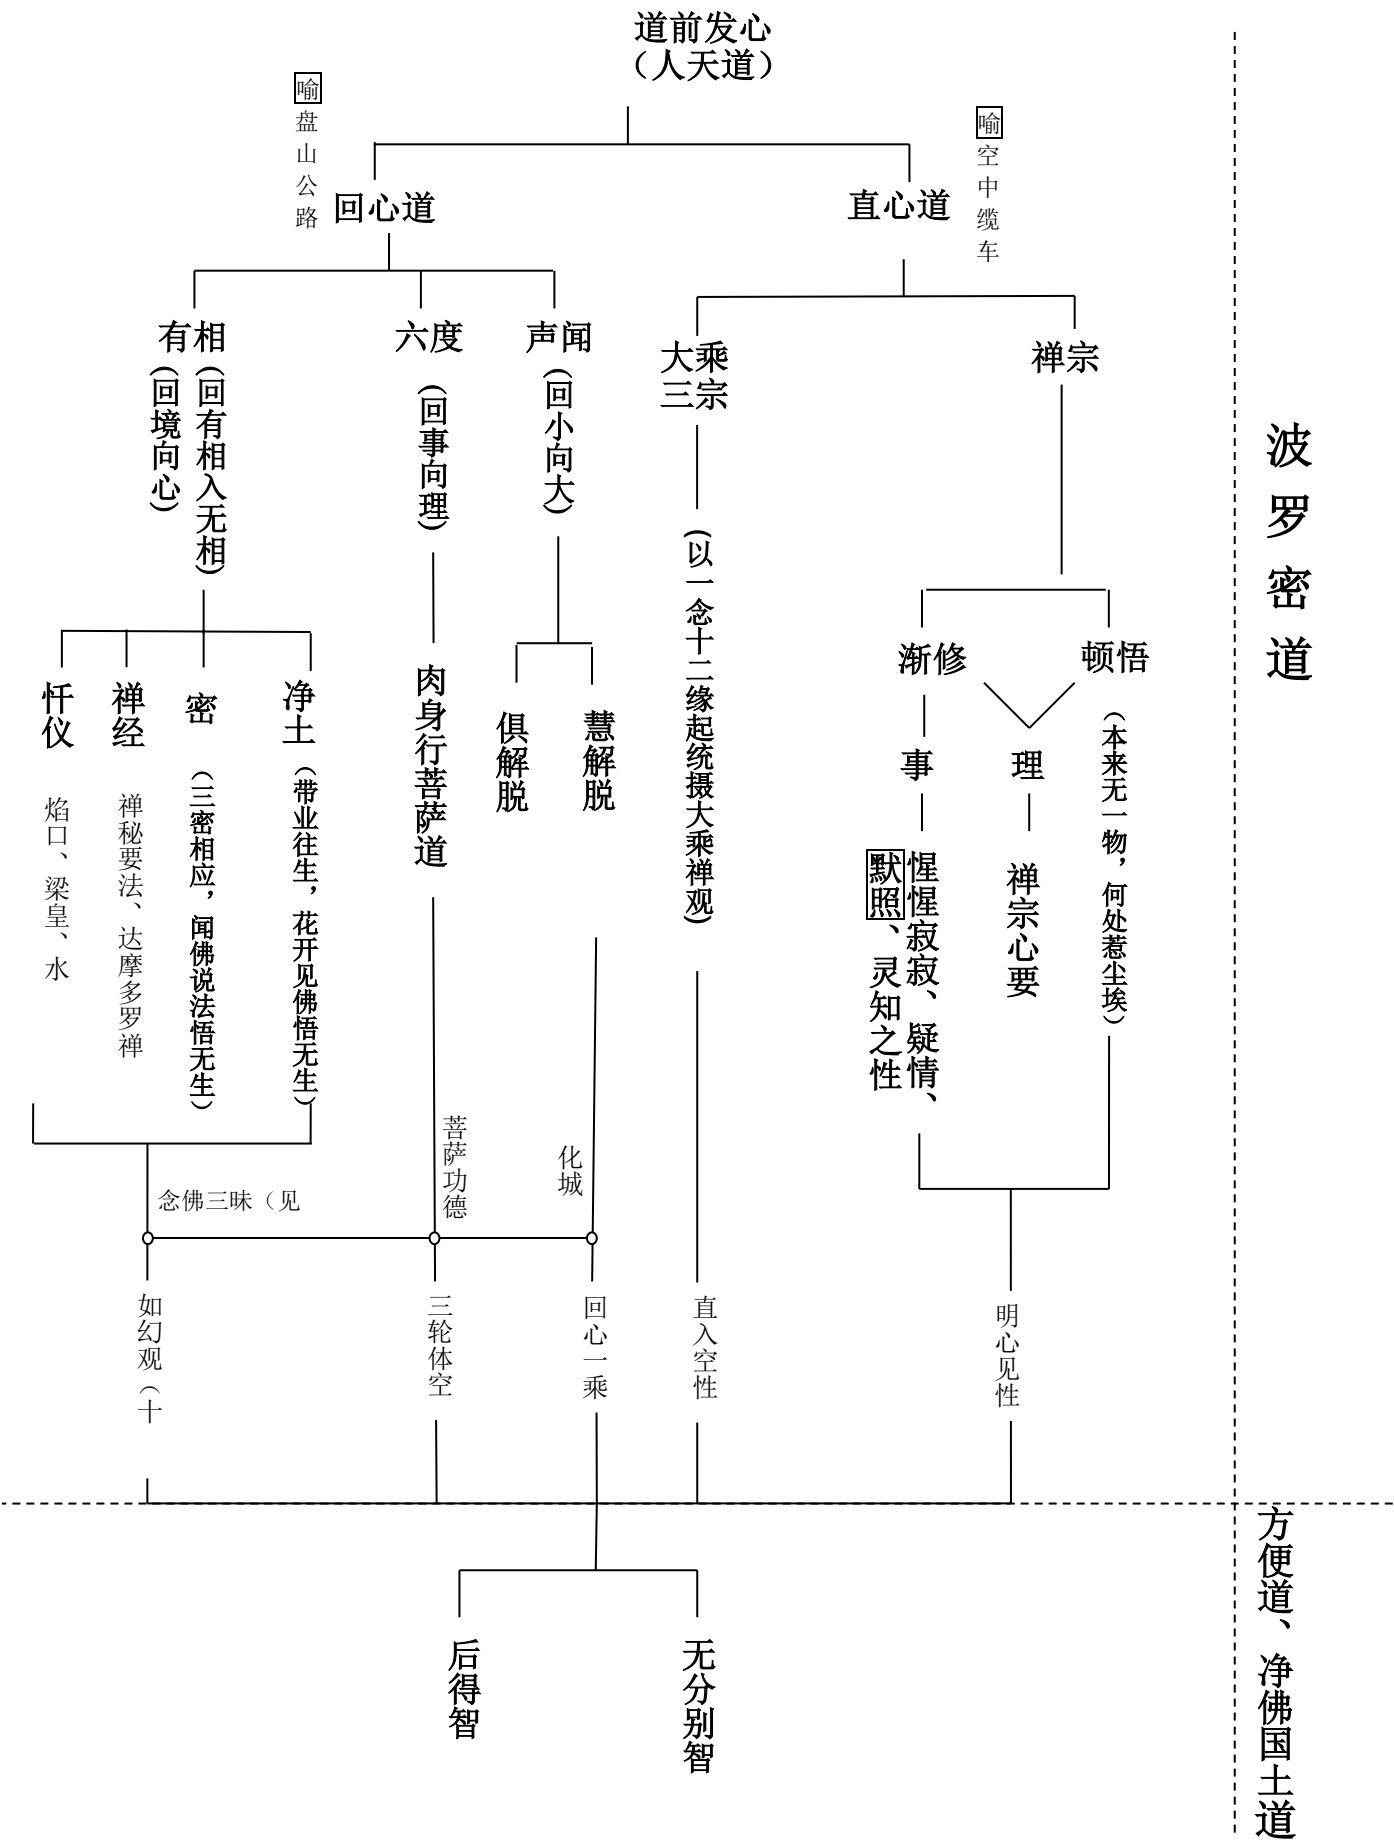 道前发心
（人天道）
喻盘山公路
回心道
直心道
喻空中缆车
有相
（回有相入无相）
（回境向心）
六度
（回事向理）
声闻
（回小向大）
大乘
三宗
（以一念十二缘起统摄大乘禅观）
禅宗
波罗密道
忏仪
焰口、梁皇、水
禅经
禅秘要法、达摩多罗禅
密
（三密相应，闻佛说法悟无生）
净土
（带业往生，花开见佛悟无生）
肉身行菩萨道
俱解脱
慧解脱
渐修
顿悟
（本来无一物，何处惹尘埃）
事
理
惺惺寂寂、疑情、
默照、灵知之性
禅宗心要
念佛三昧（见
菩萨功德
化城
如幻观（十
三轮体空
回心一乘
直入空性
明心见性
后得智
无分别智
方便道、净佛国土道